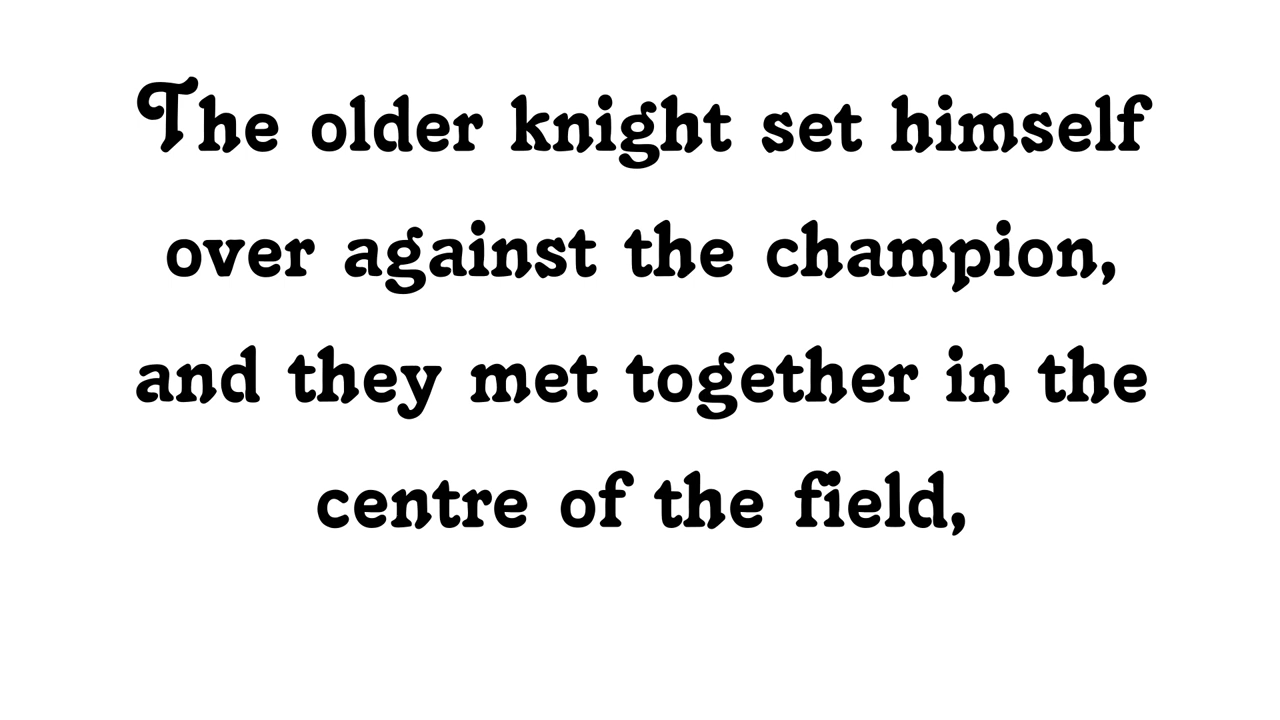 The older knight set himself
over against the champion,
and they met together in the
centre of the field,